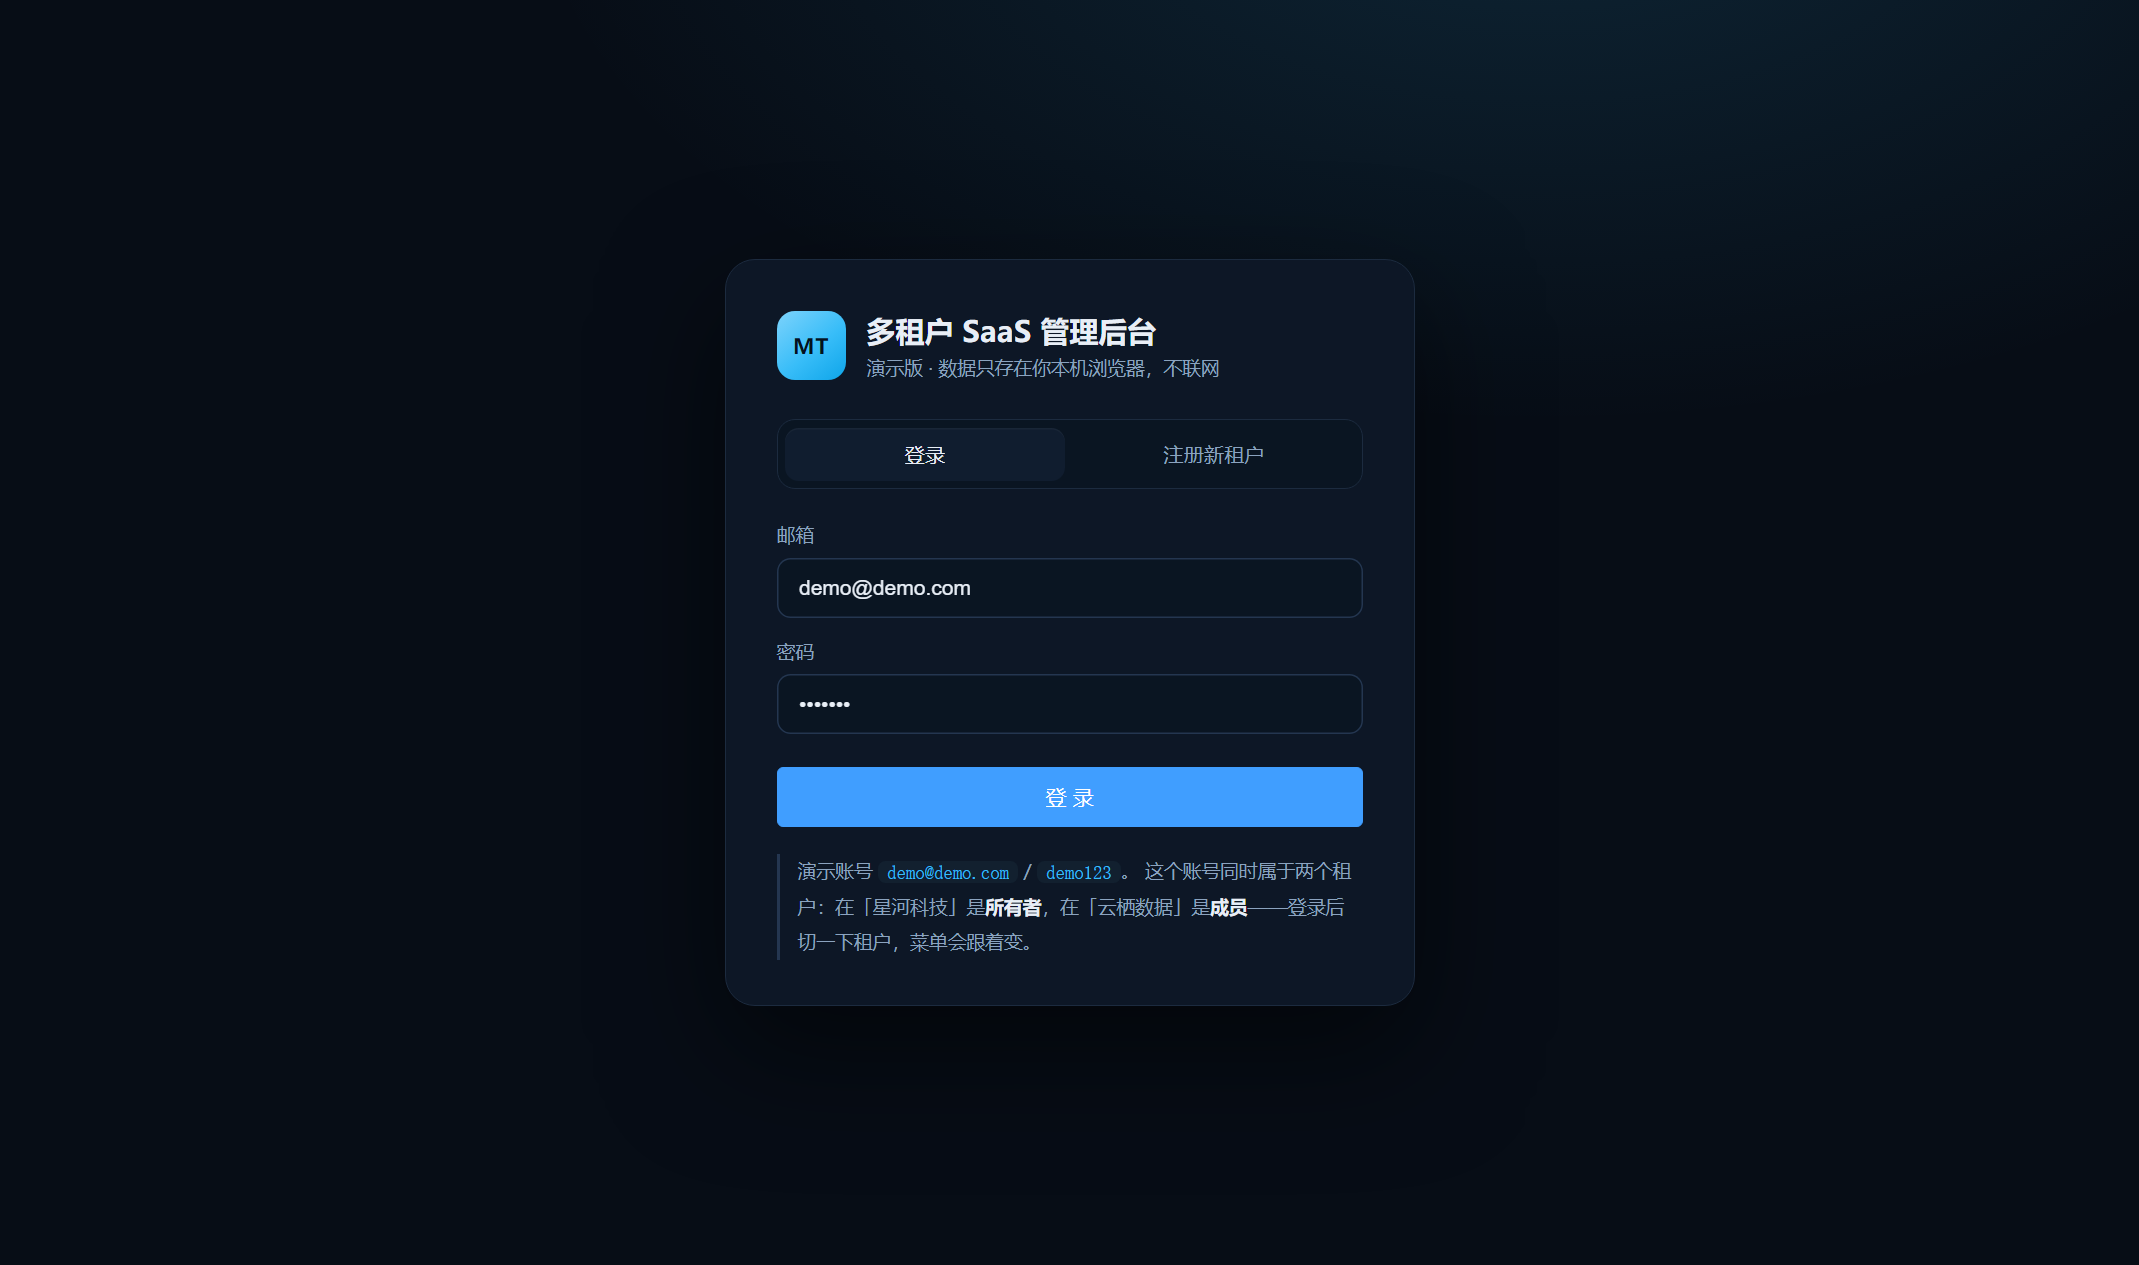 MT
多租户 SaaS 管理后台
演示版 · 数据只存在你本机浏览器，不联网
登录
注册新租户
邮箱
demo@demo.com
密码
•••••••
登 录
演示账号 demo@demo.com / demo123 。 这个账号同时属于两个租
户：在「星河科技」是所有者，在「云栖数据」是成员——登录后
切一下租户，菜单会跟着变。